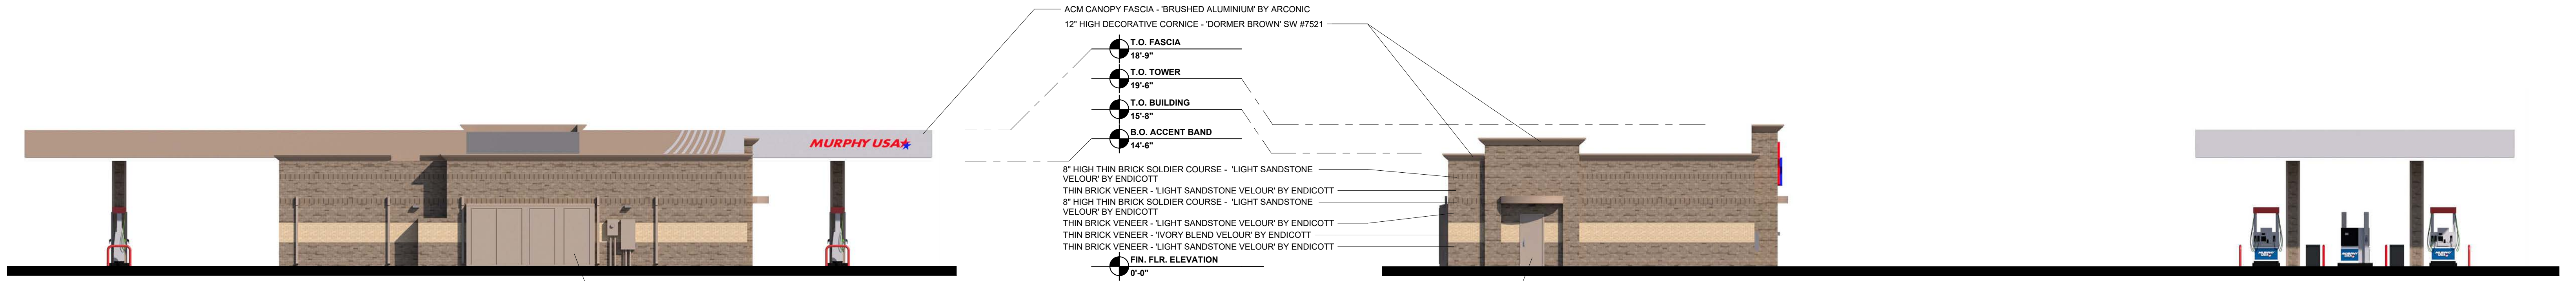 ACM CANOPY FASCIA - 'BRUSHED ALUMINIUM' BY ARCONIC
12" HIGH DECORATIVE CORNICE - 'DORMER BROWN' SW #7521
T.O. FASCIA
18'-9"
T.O. TOWER
19'-6"
T.O. BUILDING
15'-8"
B.O. ACCENT BAND
14'-6"
MURPHY USA
8" HIGH THIN BRICK SOLDIER COURSE - 'LIGHT SANDSTONE
VELOUR' BY ENDICOTT
THIN BRICK VENEER - 'LIGHT SANDSTONE VELOUR' BY ENDICOTT
8" HIGH THIN BRICK SOLDIER COURSE - 'LIGHT SANDSTONE
VELOUR' BY ENDICOTT
THIN BRICK VENEER - 'LIGHT SANDSTONE VELOUR' BY ENDICOTT
THIN BRICK VENEER - 'IVORY BLEND VELOUR' BY ENDICOTT
THIN BRICK VENEER - 'LIGHT SANDSTONE VELOUR' BY ENDICOTT
FIN. FLR. ELEVATION
0'-0"